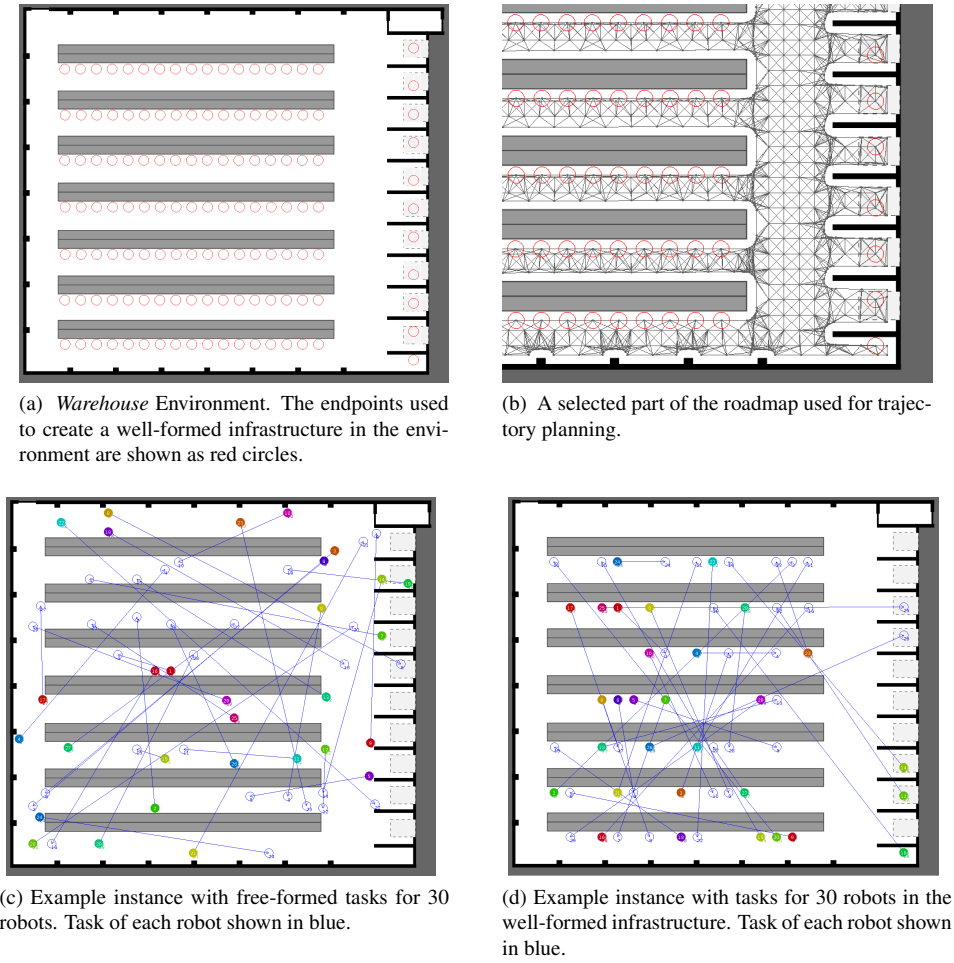 (a) Warehouse Environment. The endpoints used
to create a well-formed infrastructure in the envi-
ronment are shown as red circles.
(b) A selected part of the roadmap used for trajec-
tory planning.
(c) Example instance with free-formed tasks for 30
robots. Task of each robot shown in blue.
(d) Example instance with tasks for 30 robots in the
well-formed infrastructure. Task of each robot shown
in blue.